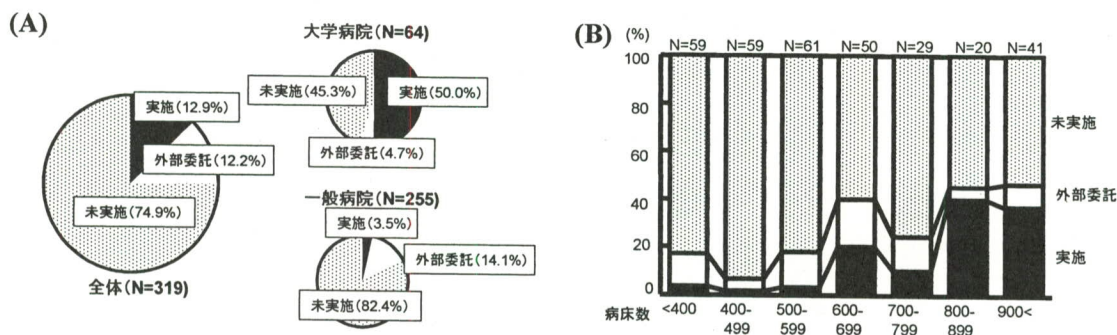 (A)
大学病院(N=64)
未実施(45.3%)
実施(50.0%)
外部委託(4.7%)
実施(12.9%)
外部委託(12.2%)
未実施(74.9%)
全体(N=319)
一般病院(N=255)
実施(3.5%)
外部委託(14.1%)
未実施(82.4%)
(B)
(%)
N=59 N=59 N=61 N=50 N=29 N=20 N=41
100
80
60
40
20
0
未実施
外部委託
実施
病床数 <400 400-499 500-599 600-699 700-799 800-899 900<